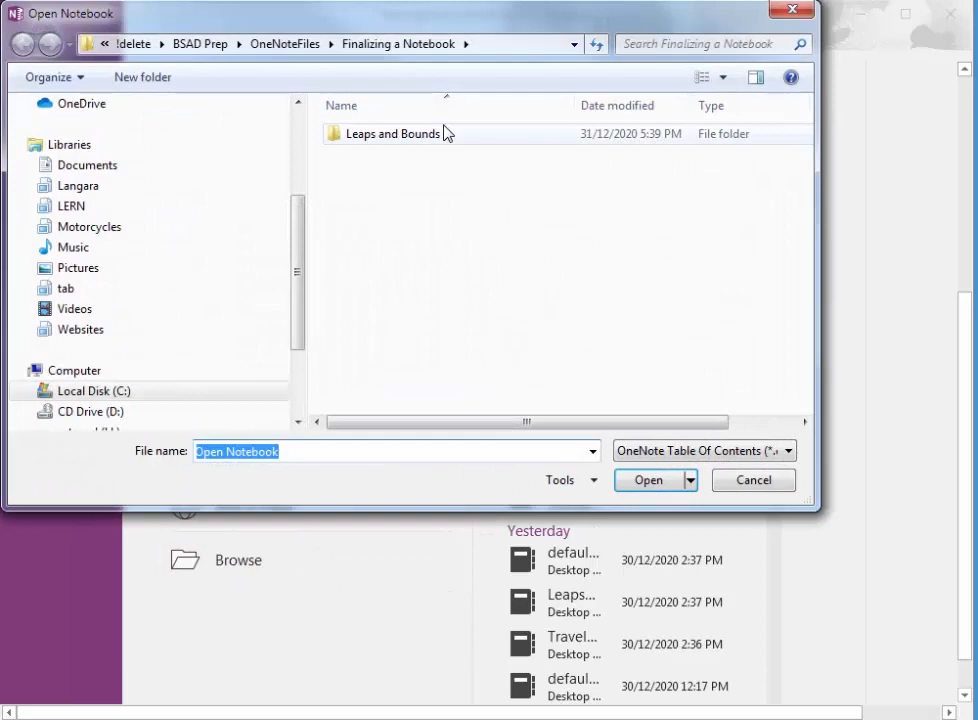 Open Notebook
« !delete BSAD Prep OneNoteFiles Finalizing a Notebook
Search Finalizing a Notebook
Organize New folder
OneDrive
Libraries
Documents
Langara
LERN
Motorcycles
Music
Pictures
tab
Videos
Websites
Computer
Local Disk (C:)
CD Drive (D:)
Name Date modified Type
Leaps and Bounds 31/12/2020 5:39 PM File folder
File name: Open Notebook OneNote Table Of Contents (*.
Tools Open Cancel
Browse
Yesterday
defaul... 30/12/2020 2:37 PM
Desktop ...
Leaps... 30/12/2020 2:37 PM
Desktop ...
Travel... 30/12/2020 2:36 PM
Desktop ...
defaul... 30/12/2020 12:17 PM
Desktop ...